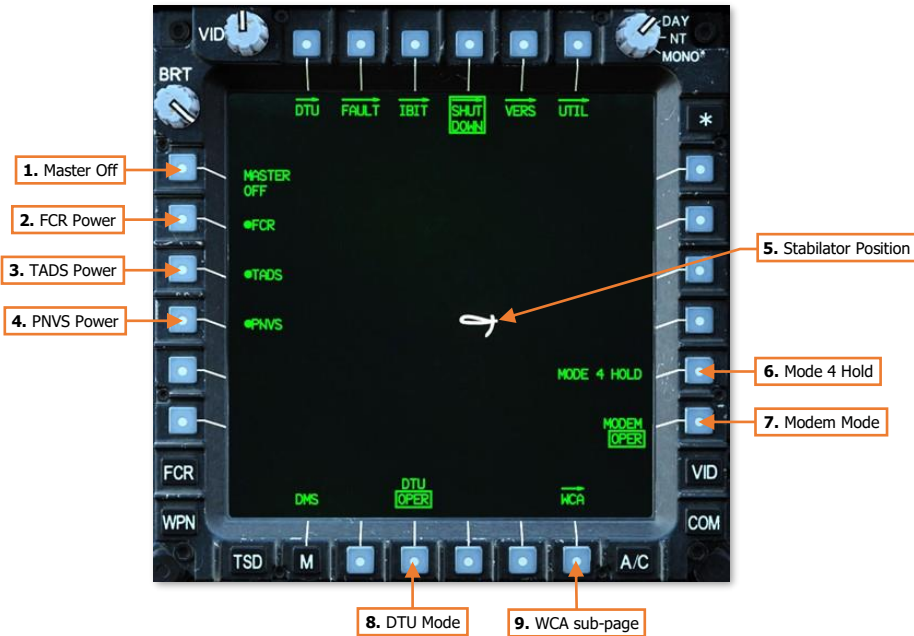 VID
DAY
NT
MONO*
BRT
DTU
FAULT
IBIT
SHUT
DOWN
VERS
UTIL
*
1. Master Off
MASTER
OFF
2. FCR Power
FCR
5. Stabilator Position
3. TADS Power
TADS
4. PNVS Power
PNVS
MODE 4 HOLD
6. Mode 4 Hold
MODEM
OPER
7. Modem Mode
FCR
VID
DMS
DTU
OPER
WCA
WPN
COM
TSD
M
A/C
8. DTU Mode
9. WCA sub-page